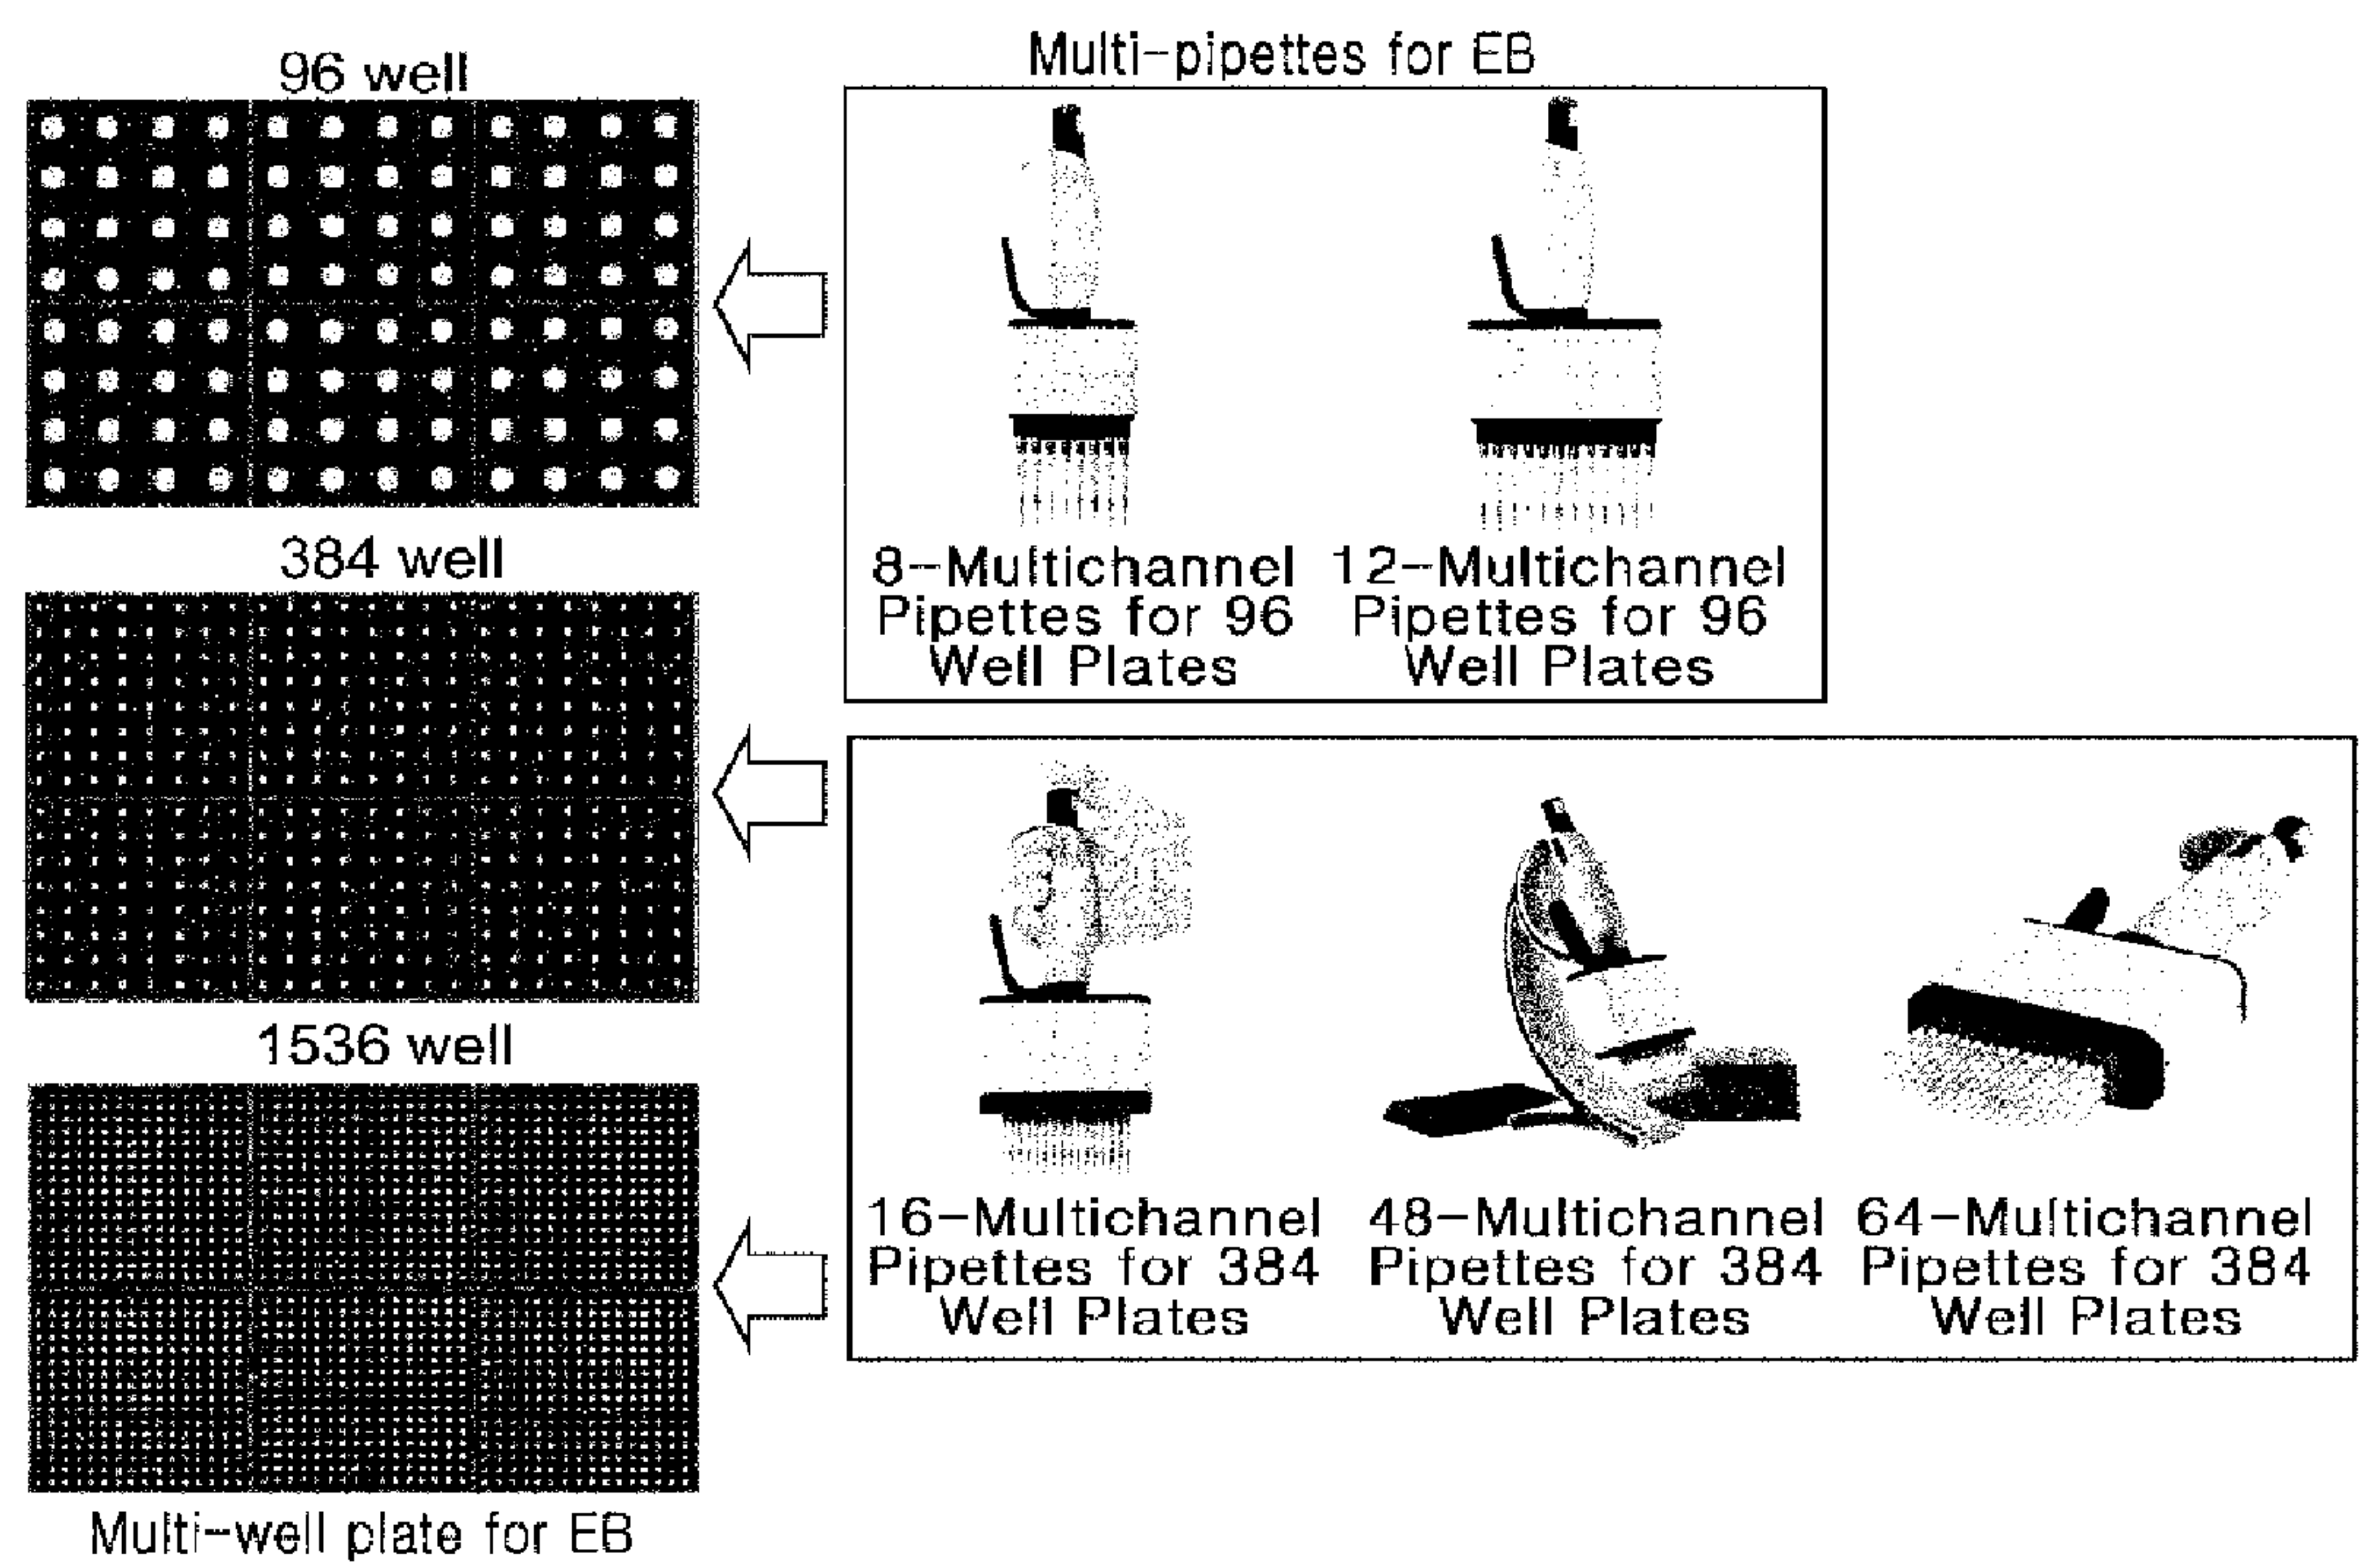 96 well
384 well
1536 well
Multi-well plate for EB
Multi-pipettes for EB
8-Multichannel
Pipettes for 96
Well Plates
12-Multichannel
Pipettes for 96
Well Plates
16-Multichannel
Pipettes for 384
Well Plates
48-Multichannel
Pipettes for 384
Well Plates
64-Multichannel
Pipettes for 384
Well Plates